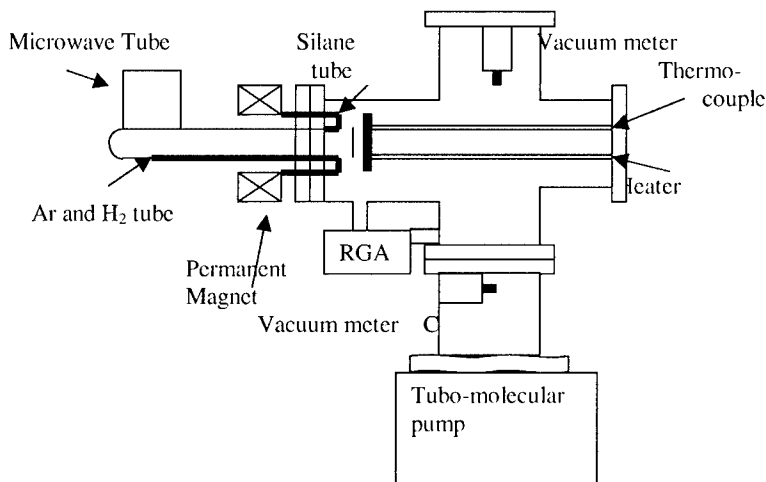 Microwave Tube
Silane
tube
Vacuum meter
Thermo-
couple
Heater
Ar and H₂ tube
RGA
Permanent
Magnet
Vacuum meter C
Tubo-molecular
pump